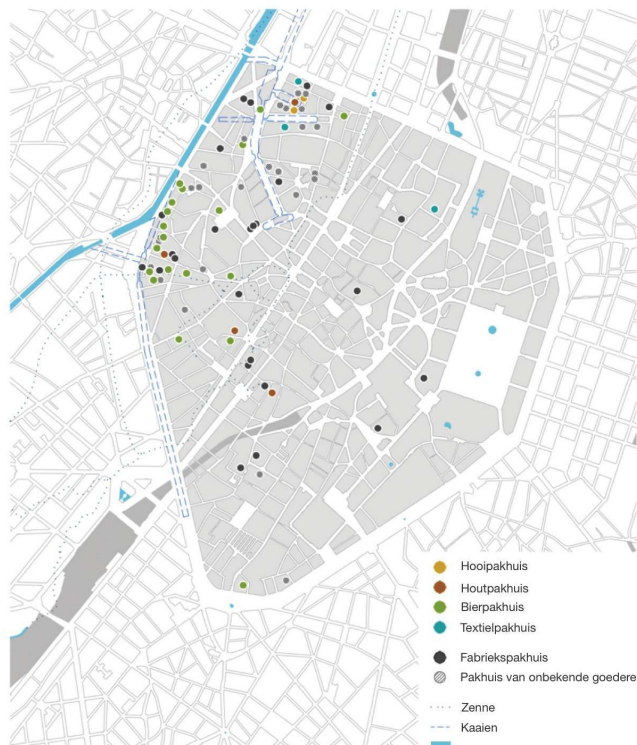 Hooipakhuis
Houtpakhuis
Bierpakhuis
Textielpakhuis
Fabriekspakhuis
Pakhuis van onbekende goedere
Zenne
Kaaien